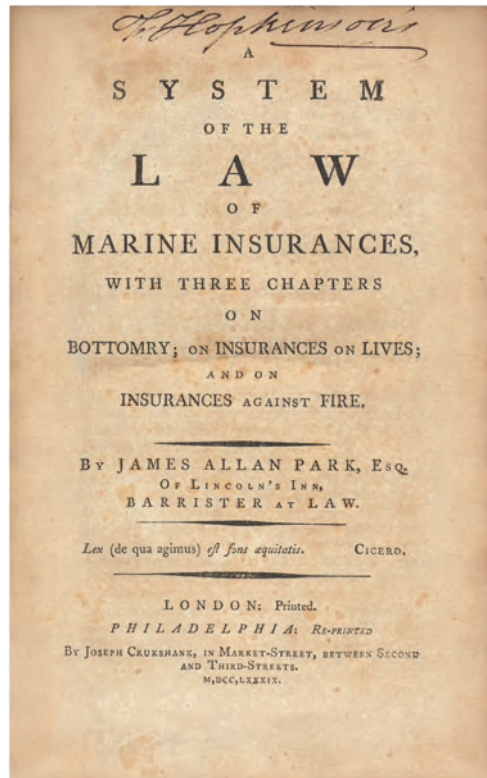 Hopkinson's
A
SYSTEM
OF THE
LAW
OF
MARINE INSURANCES,
WITH THREE CHAPTERS
ON
BOTTOMRY; ON INSURANCES ON LIVES;
AND ON
INSURANCES AGAINST FIRE.
BY JAMES ALLAN PARK, ESQ.
OF LINCOLN'S INN,
BARRISTER AT LAW.
Lex (de qua agimus) eſt fons æquitatis. CICERO.
LONDON: Printed.
PHILADELPHIA: RE-PRINTED
BY JOSEPH CRUKSHANK, IN MARKET-STREET, BETWEEN SECOND
AND THIRD-STREETS.
M,DCC,LXXXIX.